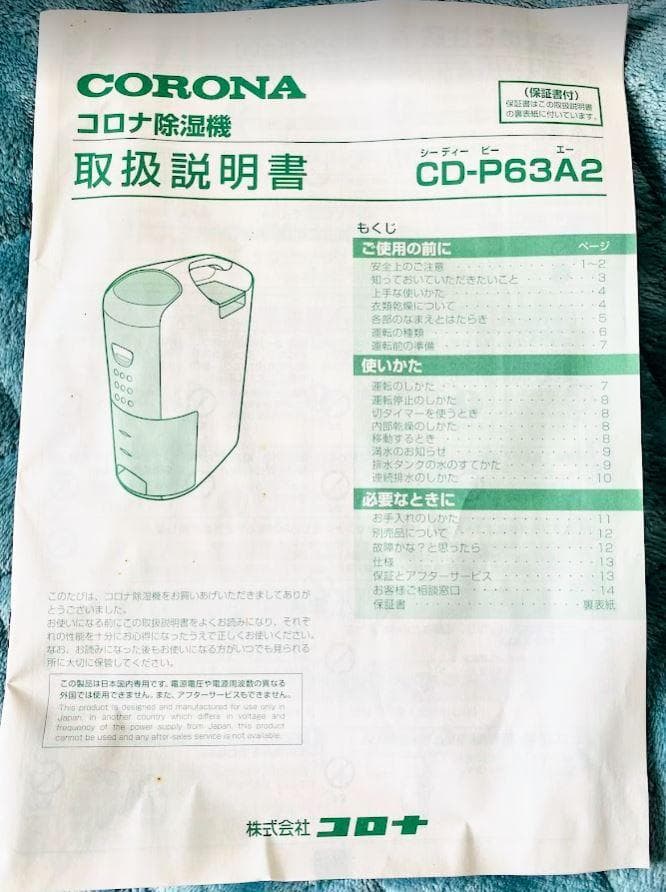 CORONA
コロナ除湿機
取扱説明書
(保証書付)
保証書はこの取扱説明書
の裏表紙に付いています。
シーディー ピー エー
CD-P63A2
もくじ
ご使用の前に ページ
安全上のご注意 1〜2
知っておいていただきたいこと 3
上手な使いかた 4
衣類乾燥について 4
各部のなまえとはたらき 5
運転の種類 6
運転前の準備 7
使いかた
運転のしかた 7
運転停止のしかた 8
切タイマーを使うとき 8
内部乾燥のしかた 8
移動するとき 8
満水のお知らせ 9
排水タンクの水のすてかた 9
連続排水のしかた 10
必要なときに
お手入れのしかた 11
別売品について 12
故障かな?と思ったら 12
仕様 13
保証とアフターサービス 13
お客様ご相談窓口 14
保証書 裏表紙
このたびは、コロナ除湿機をお買いあげいただきましてありが
とうございました。
お使いになる前にこの取扱説明書をよくお読みになり、それぞ
れの性能を十分にお心得になったうえで正しくお使いください。
なお、お読みになった後もお使いになる方がいつでも見られる
所に大切に保管してください。
この製品は日本国内専用です。電源電圧や電源周波数の異なる
外国では使用できません。また、アフターサービスもできません。
This product is designed and manufactured for use only in
Japan. In another country which differs in voltage and
frequency of the power supply from Japan, this product
cannot be used and any after-sales service is not available.
株式会社 コロナ